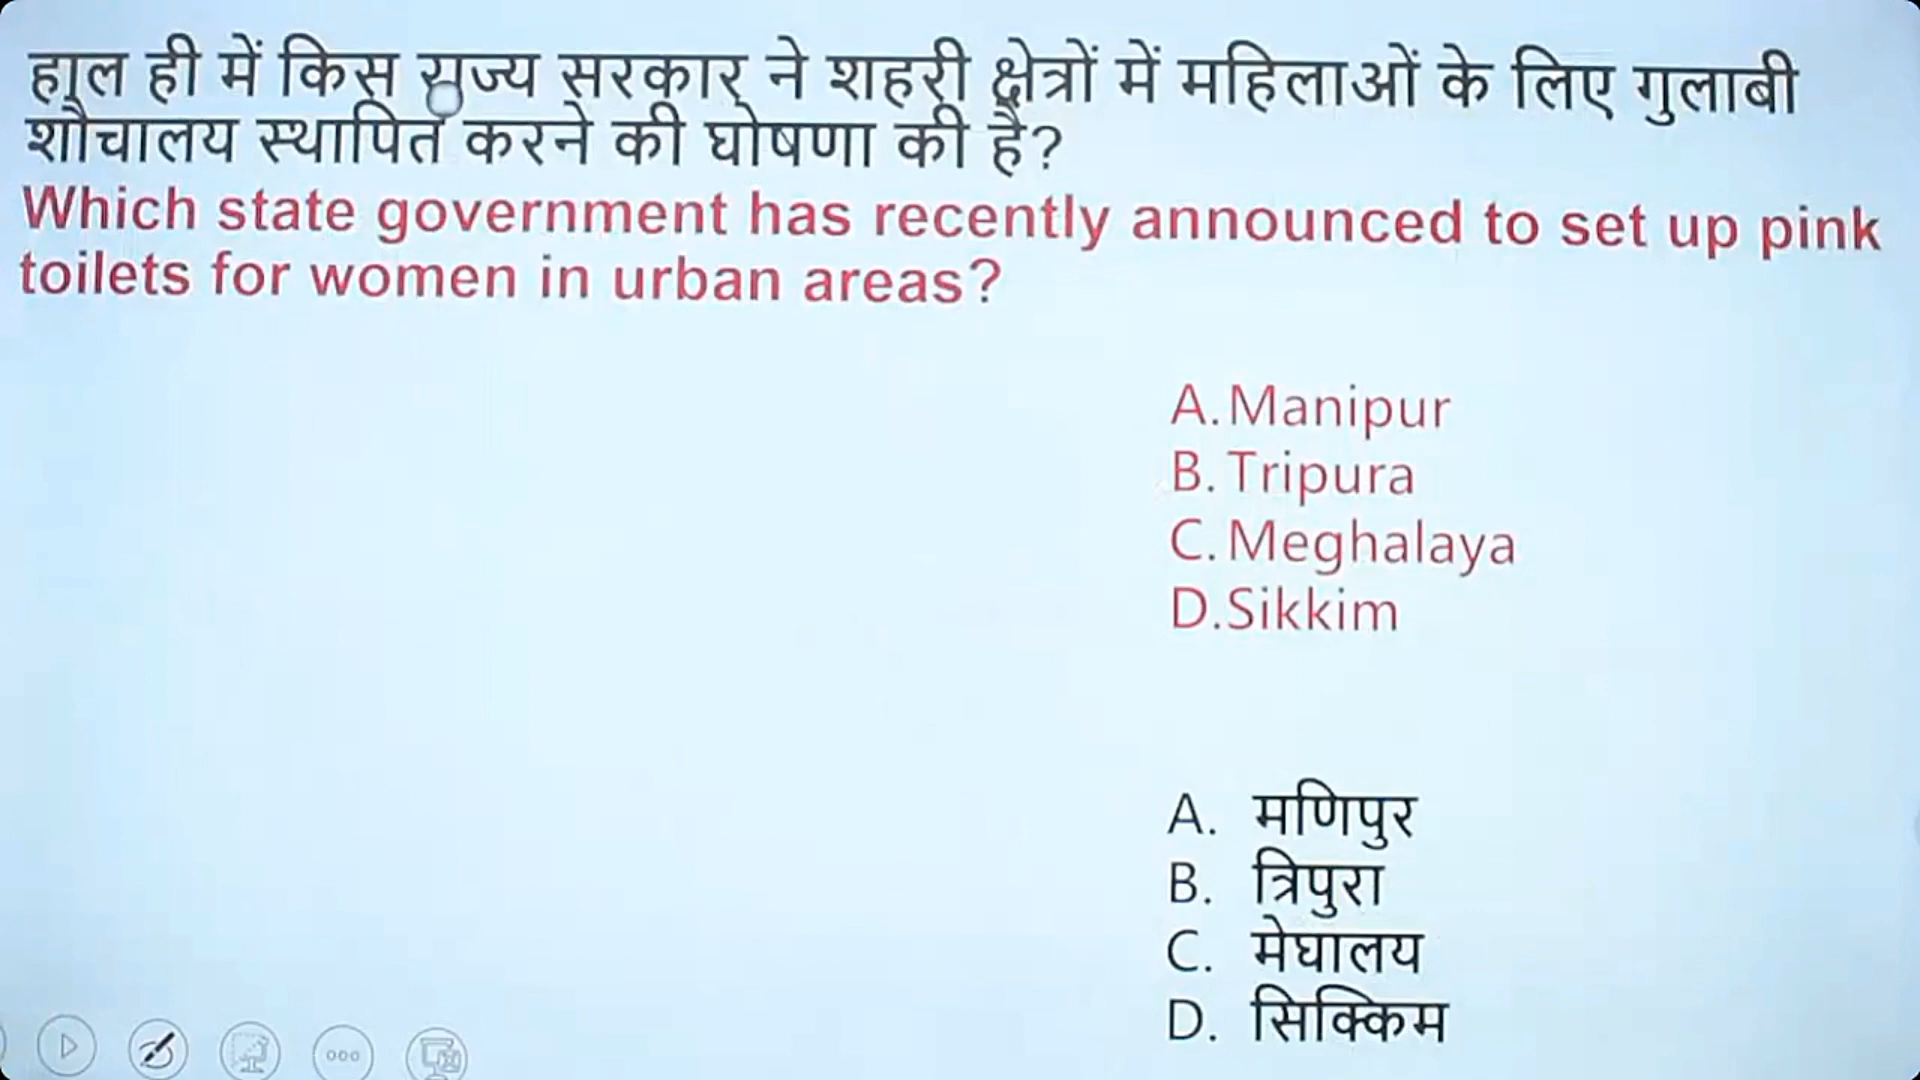 हाल ही में किस राज्य सरकार ने शहरी क्षेत्रों में महिलाओं के लिए गुलाबी
शौचालय स्थापित करने की घोषणा की है?
Which state government has recently announced to set up pink
toilets for women in urban areas?
A. Manipur
B. Tripura
C. Meghalaya
D. Sikkim
A. मणिपुर
B. त्रिपुरा
C. मेघालय
D. सिक्किम